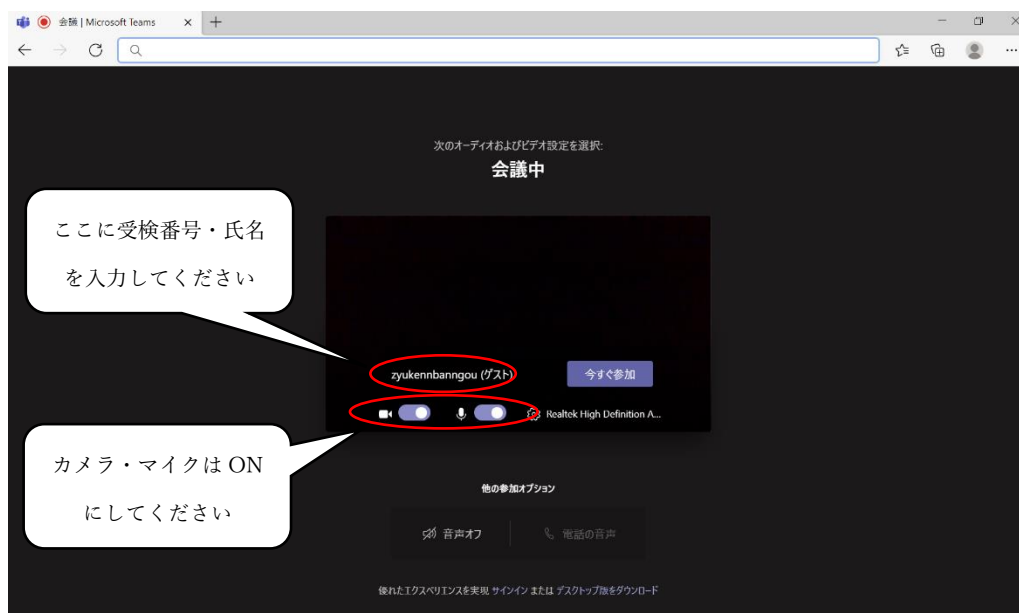 会議 | Microsoft Teams
次のオーディオおよびビデオ設定を選択:
会議中
ここに受検番号・氏名
を入力してください
zyukennbanngou (ゲスト)
今すぐ参加
Realtek High Definition A...
カメラ・マイクは ON
にしてください
他の参加オプション
音声オフ
電話の音声
優れたエクスペリエンスを実現 サインイン または デスクトップ版をダウンロード